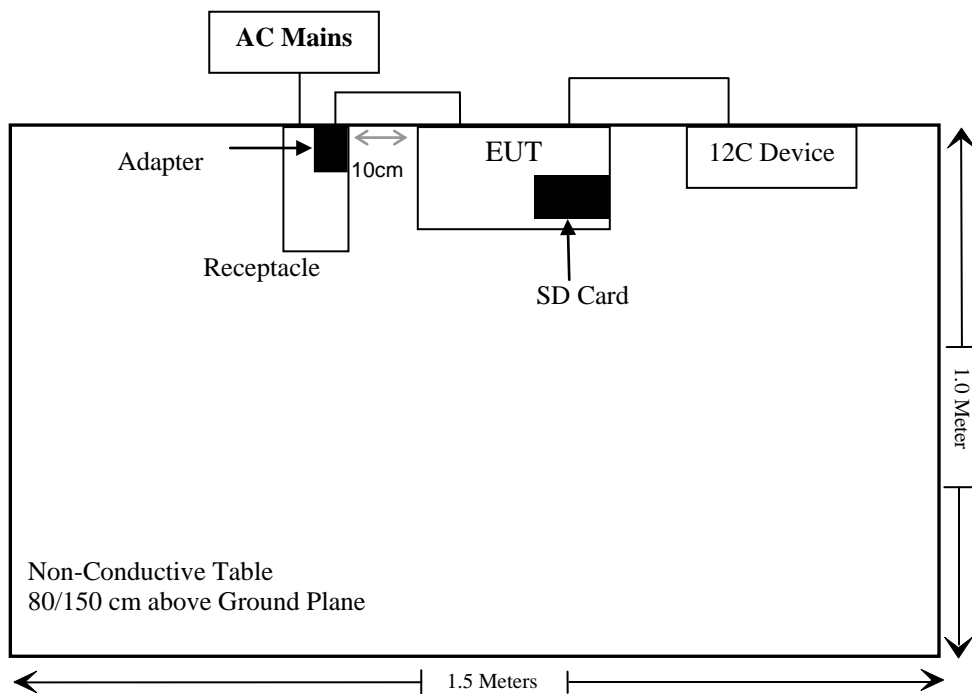 AC Mains
Adapter
10cm
EUT
12C Device
Receptacle
SD Card
1.0 Meter
Non-Conductive Table
80/150 cm above Ground Plane
1.5 Meters